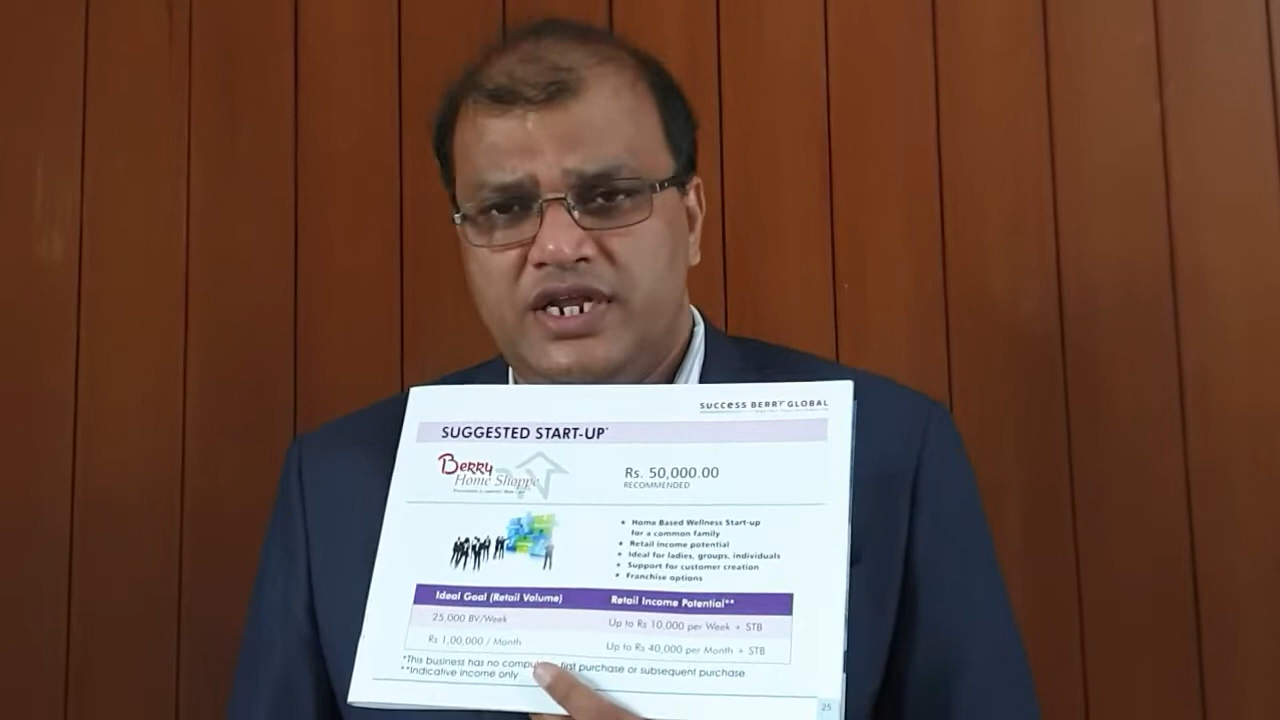 SUCCESS BERRY GLOBAL
SUGGESTED START-UP*
Berry
Home Shoppe
Rs. 50,000.00
RECOMMENDED
• Home Based Wellness Start-up
for a common family
• Retail income potential
• Ideal for ladies, groups, individuals
• Support for customer creation
• Franchise options
Ideal Goal (Retail Volume) Retail Income Potential**
25,000 BV/Week Up to Rs 10,000 per Week + STB
Rs 1,00,000 / Month Up to Rs 40,000 per Month + STB
*This business has no first purchase or subsequent purchase
**Indicative income only
25